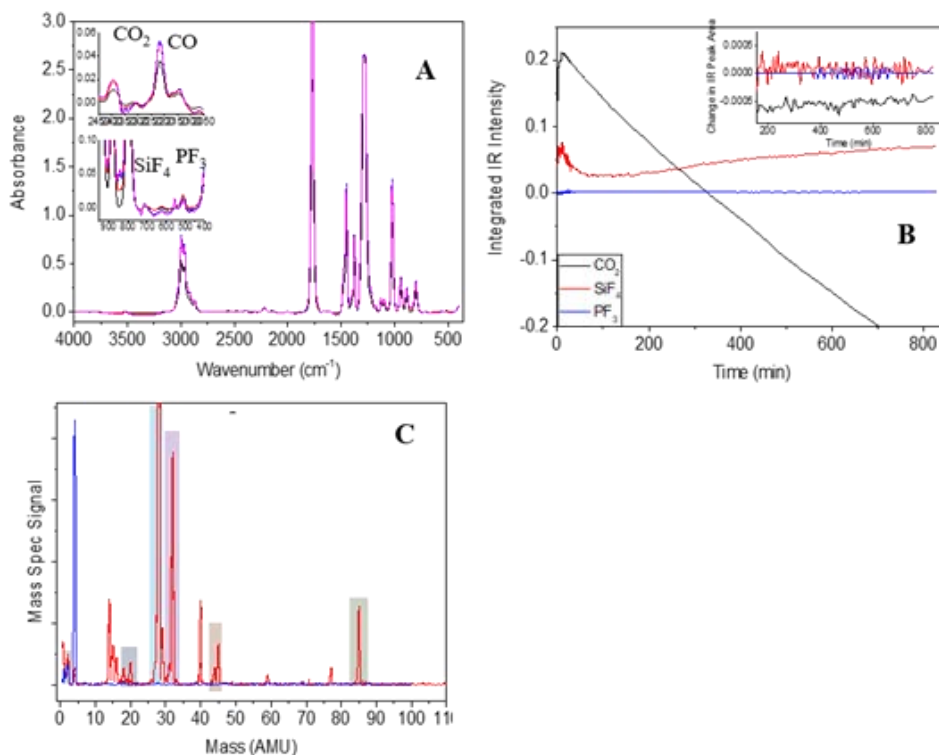 A
CO2 CO
0.06
0.04
0.02
0.00
0.10
0.05
0.00
SiF4 PF3
900 800 700 600 500 400
3.0
2.5
2.0
1.5
1.0
0.5
0.0
Absorbance
4000 3500 3000 2500 2000 1500 1000 500
Wavenumber (cm-1)
B
Change in IR Peak Area
0.0005
0.0000
-0.0005
200 400 600 800
Time (min)
0.2
0.1
0.0
-0.1
-0.2
Integrated IR Intensity
CO2
SiF4
PF3
0 200 400 600 800
Time (min)
C
Mass Spec Signal
0 10 20 30 40 50 60 70 80 90 100
Mass (AMU)